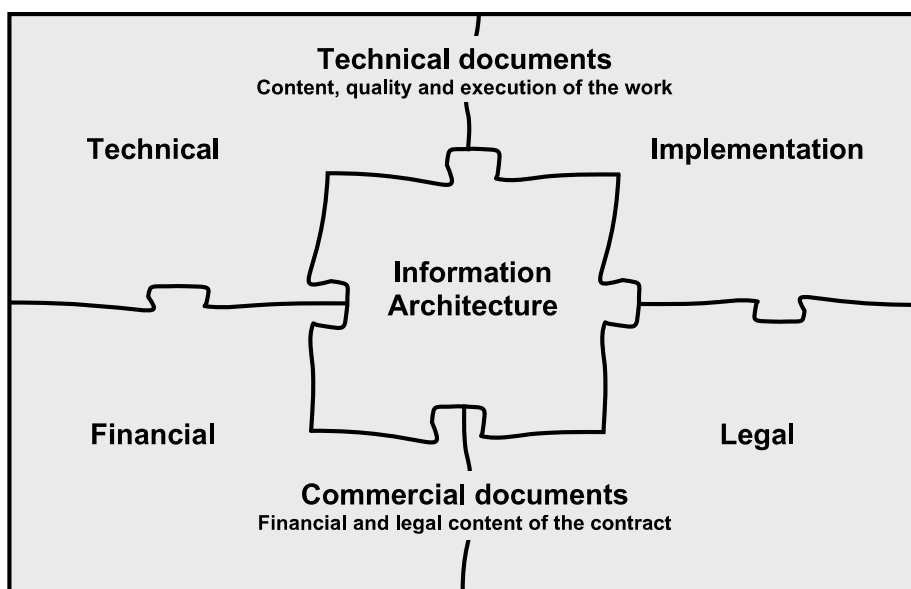 Technical documents
Content, quality and execution of the work
Technical
Implementation
Information
Architecture
Financial
Legal
Commercial documents
Financial and legal content of the contract